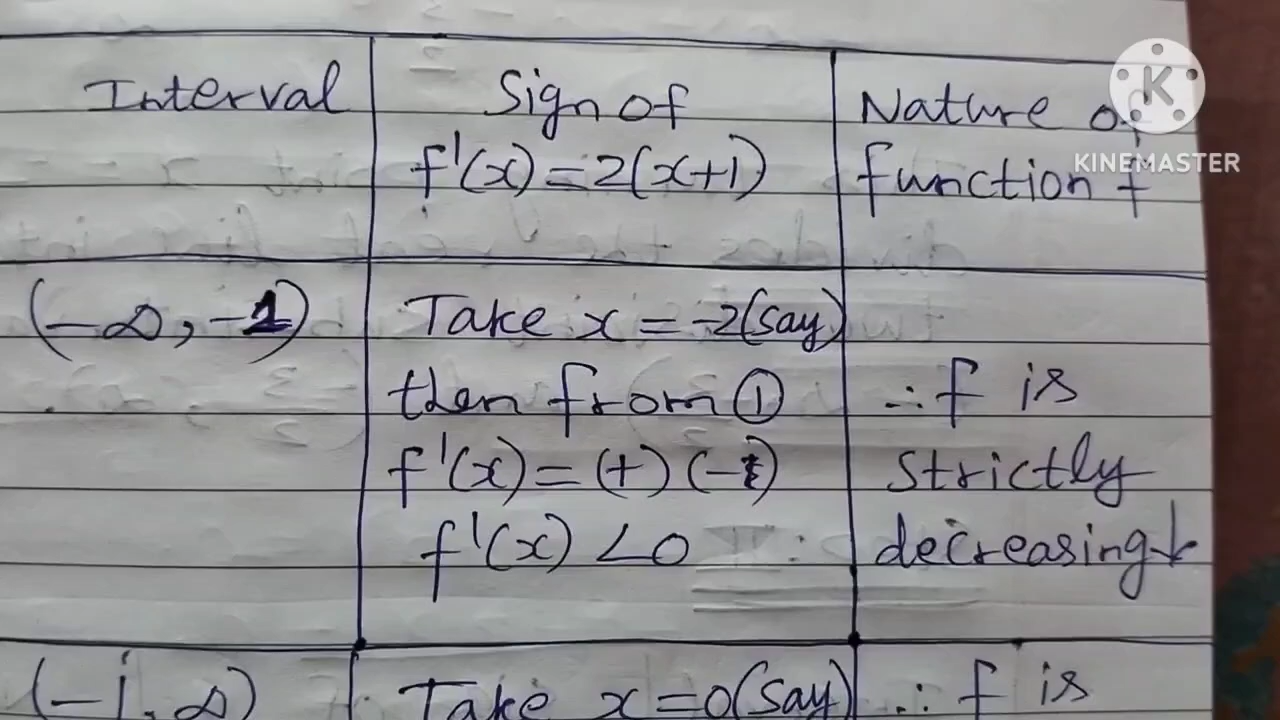 Interval
Sign of
f'(x)=2(x+1)
Nature of
function f
KINEMASTER
(-∞, -1)
Take x = -2(say)
then from ①
f'(x) = (+) (-)
f'(x) <0
∴ f is
strictly
decreasing
(-1, ∞)
Take x =0(say)
∴ f is